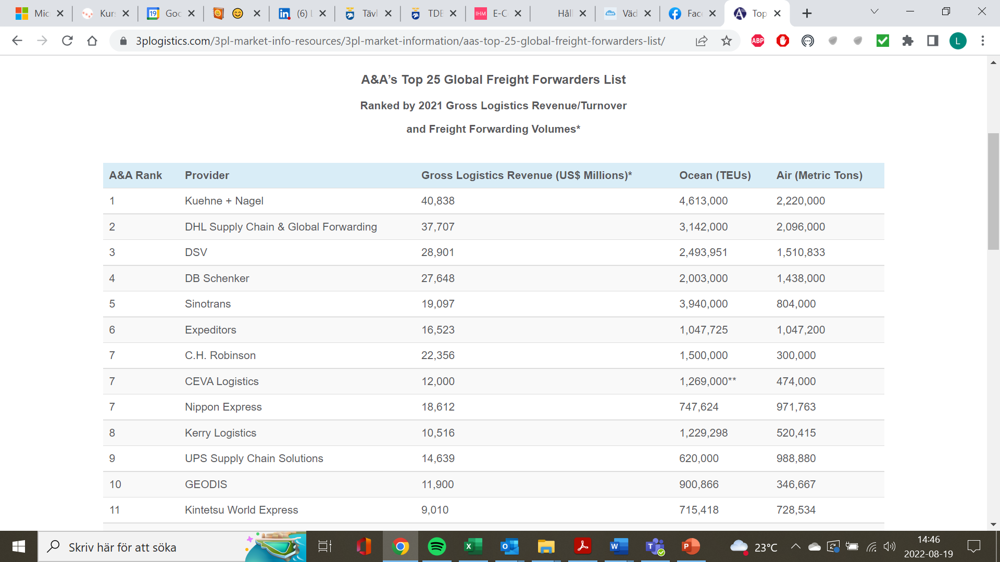 Mic
Kur
19
Goc
in
(6) L
Tävl
TDE
IHM
E-C
Håll
Väd
Fac
Top
3plogistics.com/3pl-market-info-resources/3pl-market-information/aas-top-25-global-freight-forwarders-list/
ABP
L
A&A’s Top 25 Global Freight Forwarders List
Ranked by 2021 Gross Logistics Revenue/Turnover
and Freight Forwarding Volumes*
A&A Rank Provider Gross Logistics Revenue (US$ Millions)* Ocean (TEUs) Air (Metric Tons)
1 Kuehne + Nagel 40,838 4,613,000 2,220,000
2 DHL Supply Chain & Global Forwarding 37,707 3,142,000 2,096,000
3 DSV 28,901 2,493,951 1,510,833
4 DB Schenker 27,648 2,003,000 1,438,000
5 Sinotrans 19,097 3,940,000 804,000
6 Expeditors 16,523 1,047,725 1,047,200
7 C.H. Robinson 22,356 1,500,000 300,000
7 CEVA Logistics 12,000 1,269,000** 474,000
7 Nippon Express 18,612 747,624 971,763
8 Kerry Logistics 10,516 1,229,298 520,415
9 UPS Supply Chain Solutions 14,639 620,000 988,880
10 GEODIS 11,900 900,866 346,667
11 Kintetsu World Express 9,010 715,418 728,534
Skriv här för att söka
23°C
14:46
2022-08-19